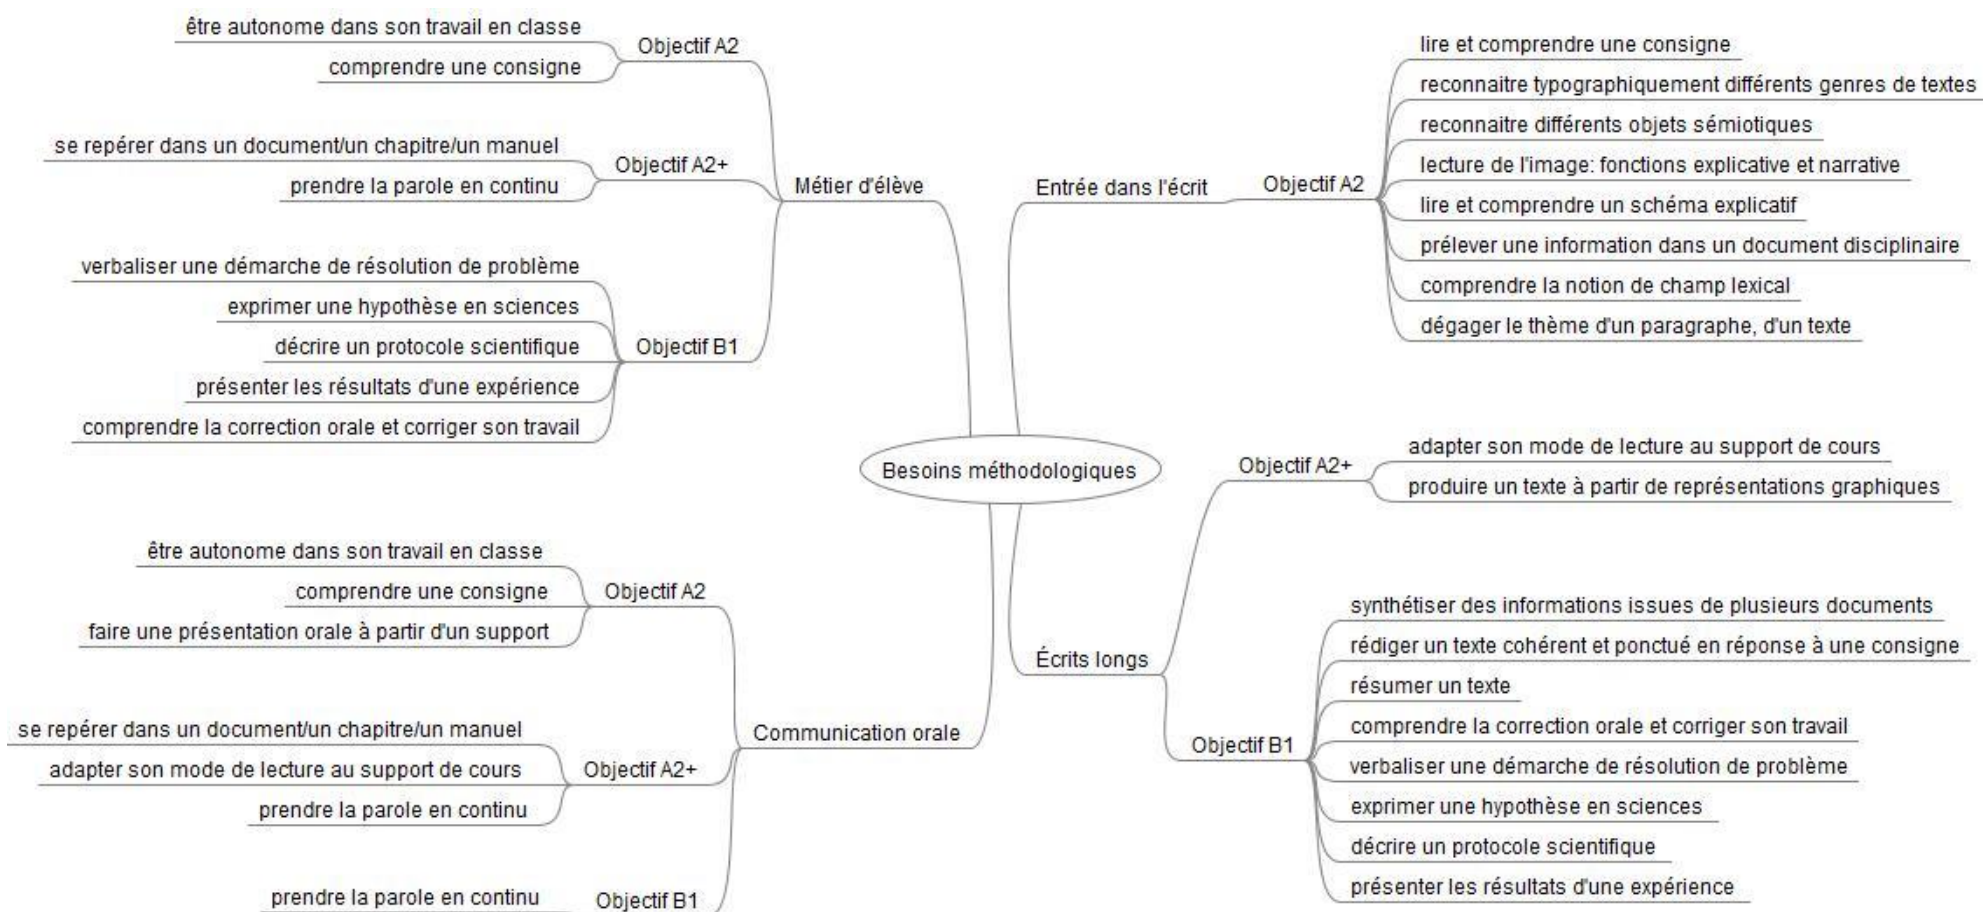 Besoins méthodologiques
Métier d'élève
Objectif A2
être autonome dans son travail en classe
comprendre une consigne
Objectif A2+
se repérer dans un document/un chapitre/un manuel
prendre la parole en continu
Objectif B1
verbaliser une démarche de résolution de problème
exprimer une hypothèse en sciences
décrire un protocole scientifique
présenter les résultats d'une expérience
comprendre la correction orale et corriger son travail
Communication orale
Objectif A2
être autonome dans son travail en classe
comprendre une consigne
faire une présentation orale à partir d'un support
Objectif A2+
se repérer dans un document/un chapitre/un manuel
adapter son mode de lecture au support de cours
prendre la parole en continu
Objectif B1
prendre la parole en continu
Entrée dans l'écrit
Objectif A2
lire et comprendre une consigne
reconnaitre typographiquement différents genres de textes
reconnaitre différents objets sémiotiques
lecture de l'image: fonctions explicative et narrative
lire et comprendre un schéma explicatif
prélever une information dans un document disciplinaire
comprendre la notion de champ lexical
dégager le thème d'un paragraphe, d'un texte
Écrits longs
Objectif A2+
adapter son mode de lecture au support de cours
produire un texte à partir de représentations graphiques
Objectif B1
synthétiser des informations issues de plusieurs documents
rédiger un texte cohérent et ponctué en réponse à une consigne
résumer un texte
comprendre la correction orale et corriger son travail
verbaliser une démarche de résolution de problème
exprimer une hypothèse en sciences
décrire un protocole scientifique
présenter les résultats d'une expérience